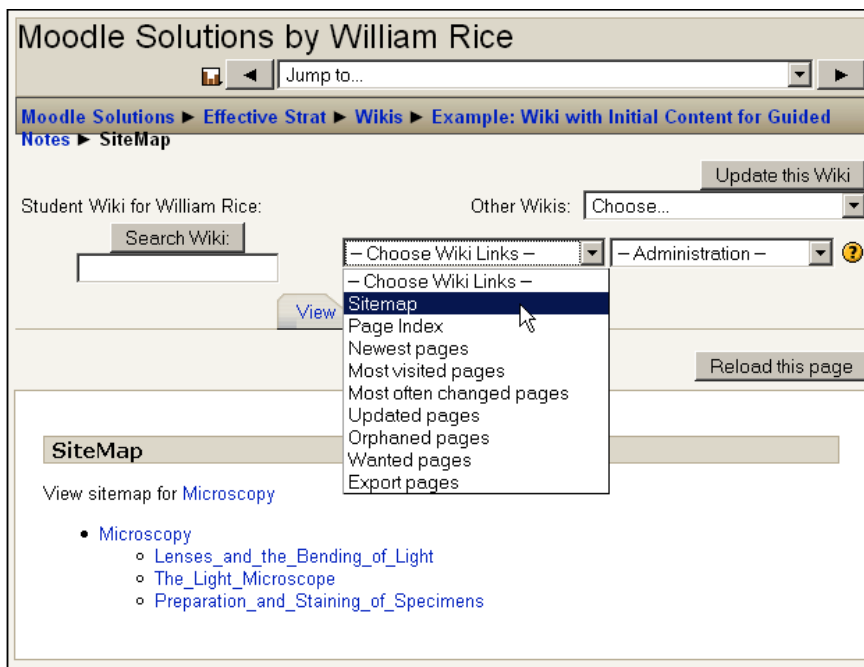 Moodle Solutions by William Rice
Jump to...
Moodle Solutions ► Effective Strat ► Wikis ► Example: Wiki with Initial Content for Guided
Notes ► SiteMap
Update this Wiki
Student Wiki for William Rice: Other Wikis: Choose...
Search Wiki: – Choose Wiki Links – – Administration –
– Choose Wiki Links –
Sitemap
View
Page Index
Newest pages
Most visited pages
Reload this page
Most often changed pages
Updated pages
Orphaned pages
SiteMap
Wanted pages
Export pages
View sitemap for Microscopy
Microscopy
Lenses_and_the_Bending_of_Light
The_Light_Microscope
Preparation_and_Staining_of_Specimens